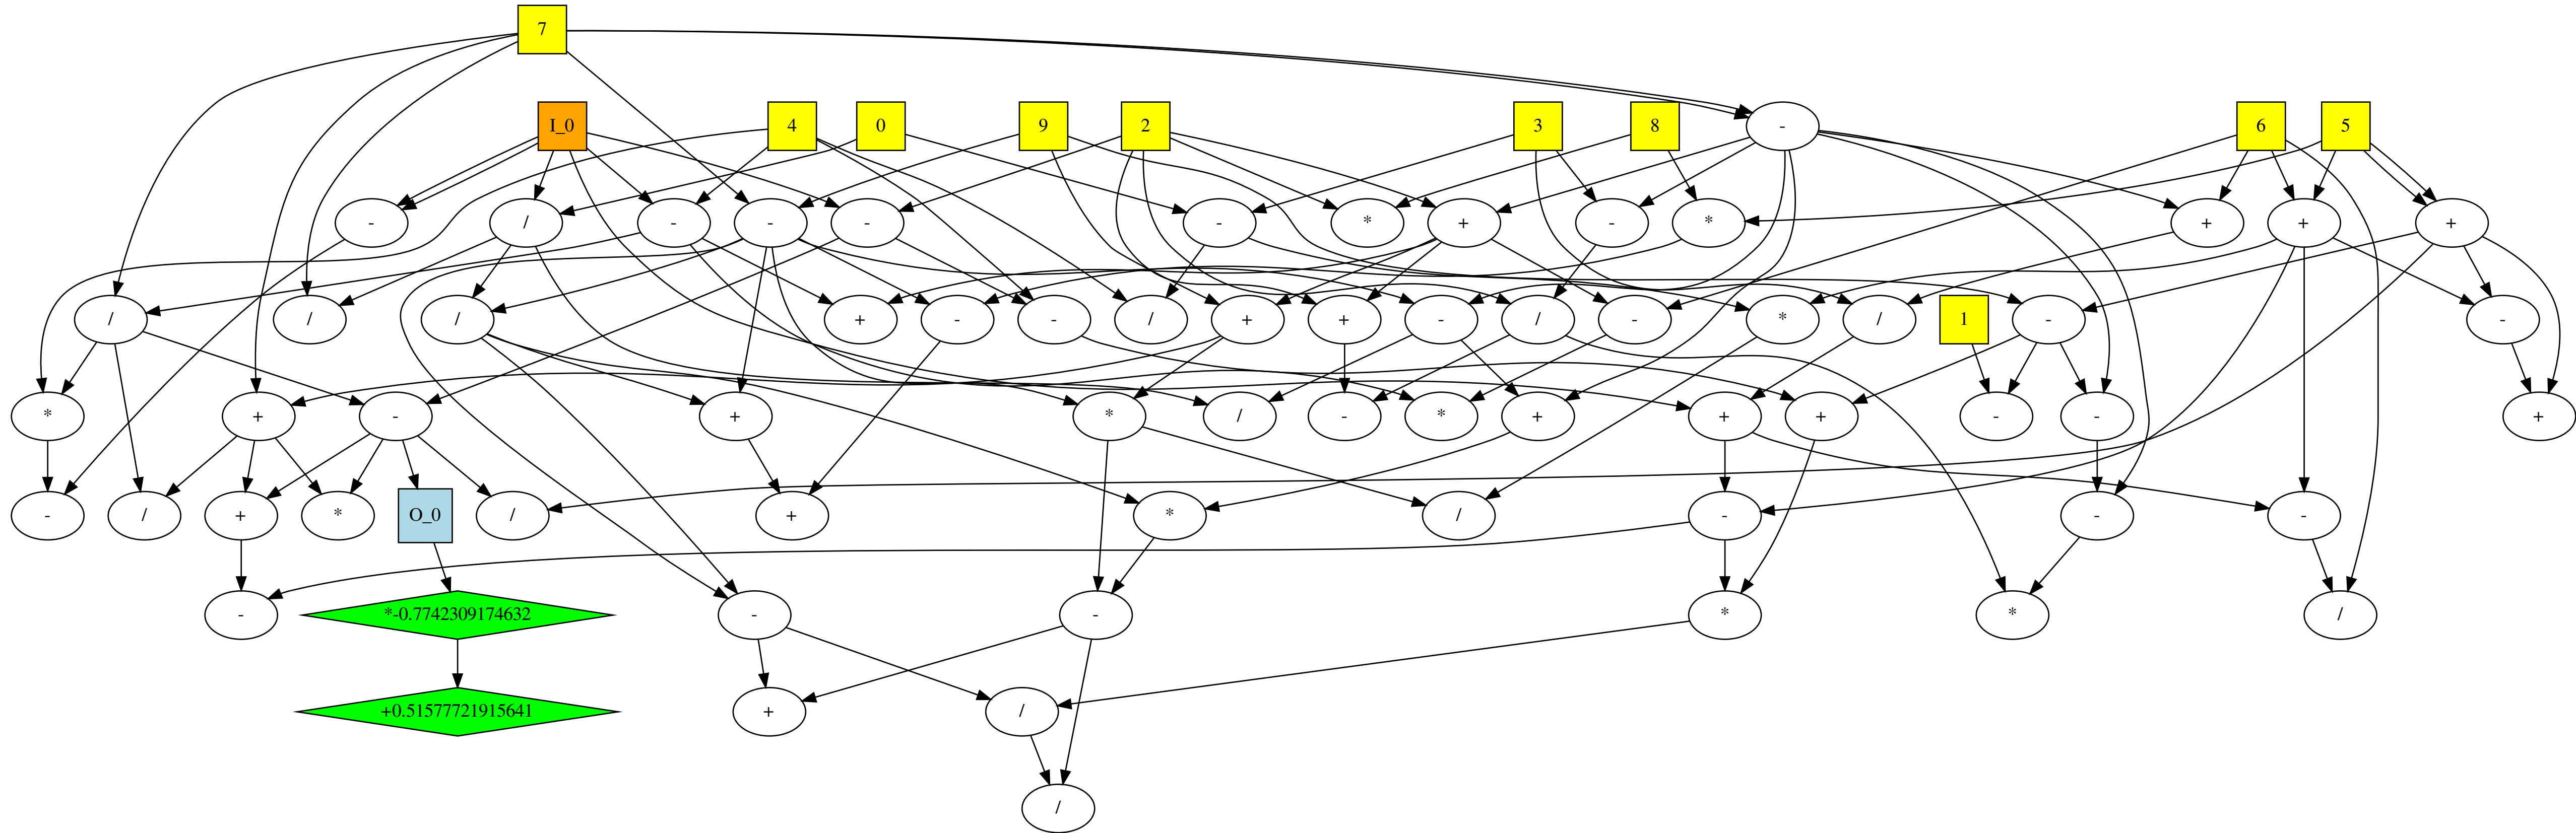 7
I_0 4 0 9 2 3 8 - 6 5
- / - - - - * + - * + + +
/ / / + - - / + + - / - * / 1 - -
* + - + * / - * + + + - - +
- / + * O_0 / + * / - - -
- *-0.7742309174632 - - * * /
+0.51577721915641 + /
/